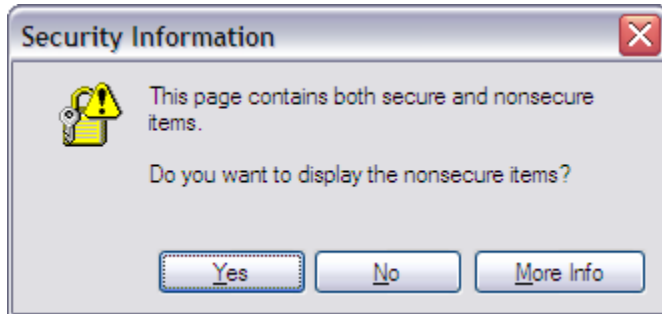 Security Information
This page contains both secure and nonsecure
items.
Do you want to display the nonsecure items?
Yes
No
More Info